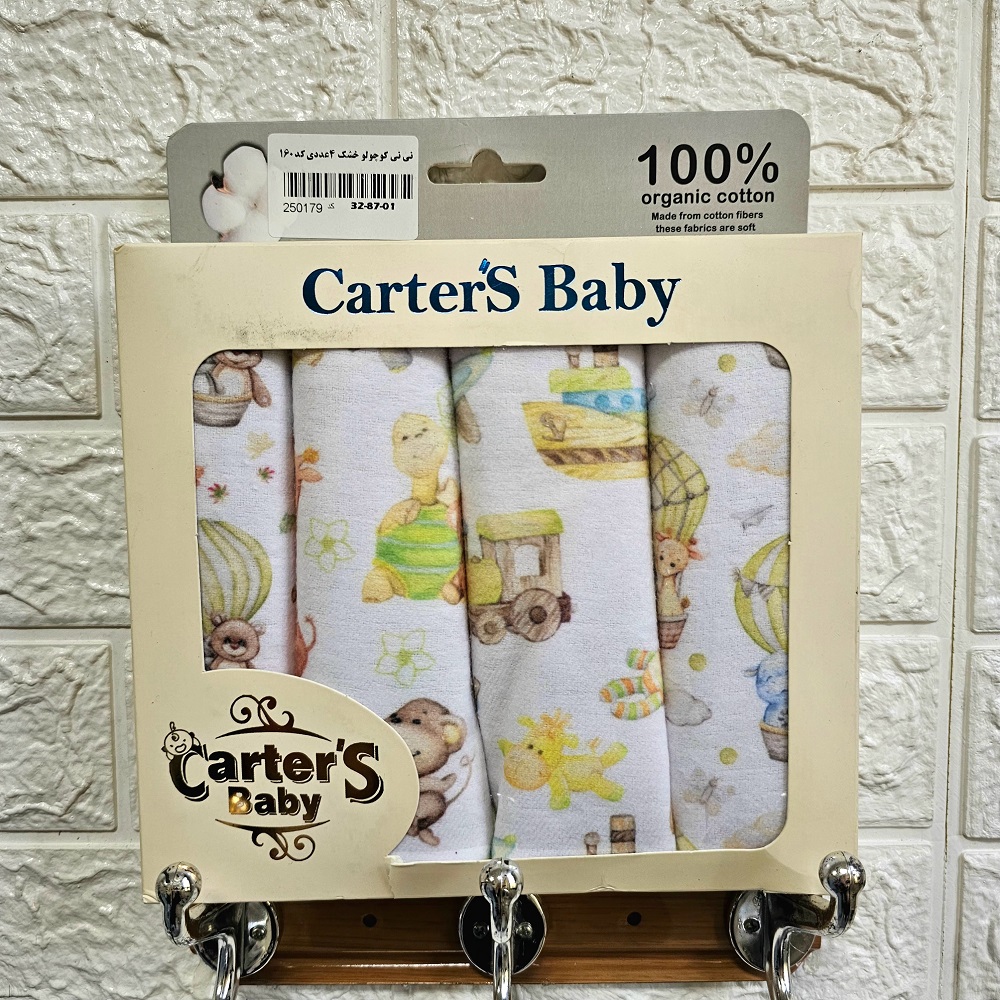 نی نی کوچولو خشک ۴عددی کد۱۶۰
250179 کد 32-87-01
100%
organic cotton
Made from cotton fibers
these fabrics are soft
Carter'S Baby
Carter'S
Baby